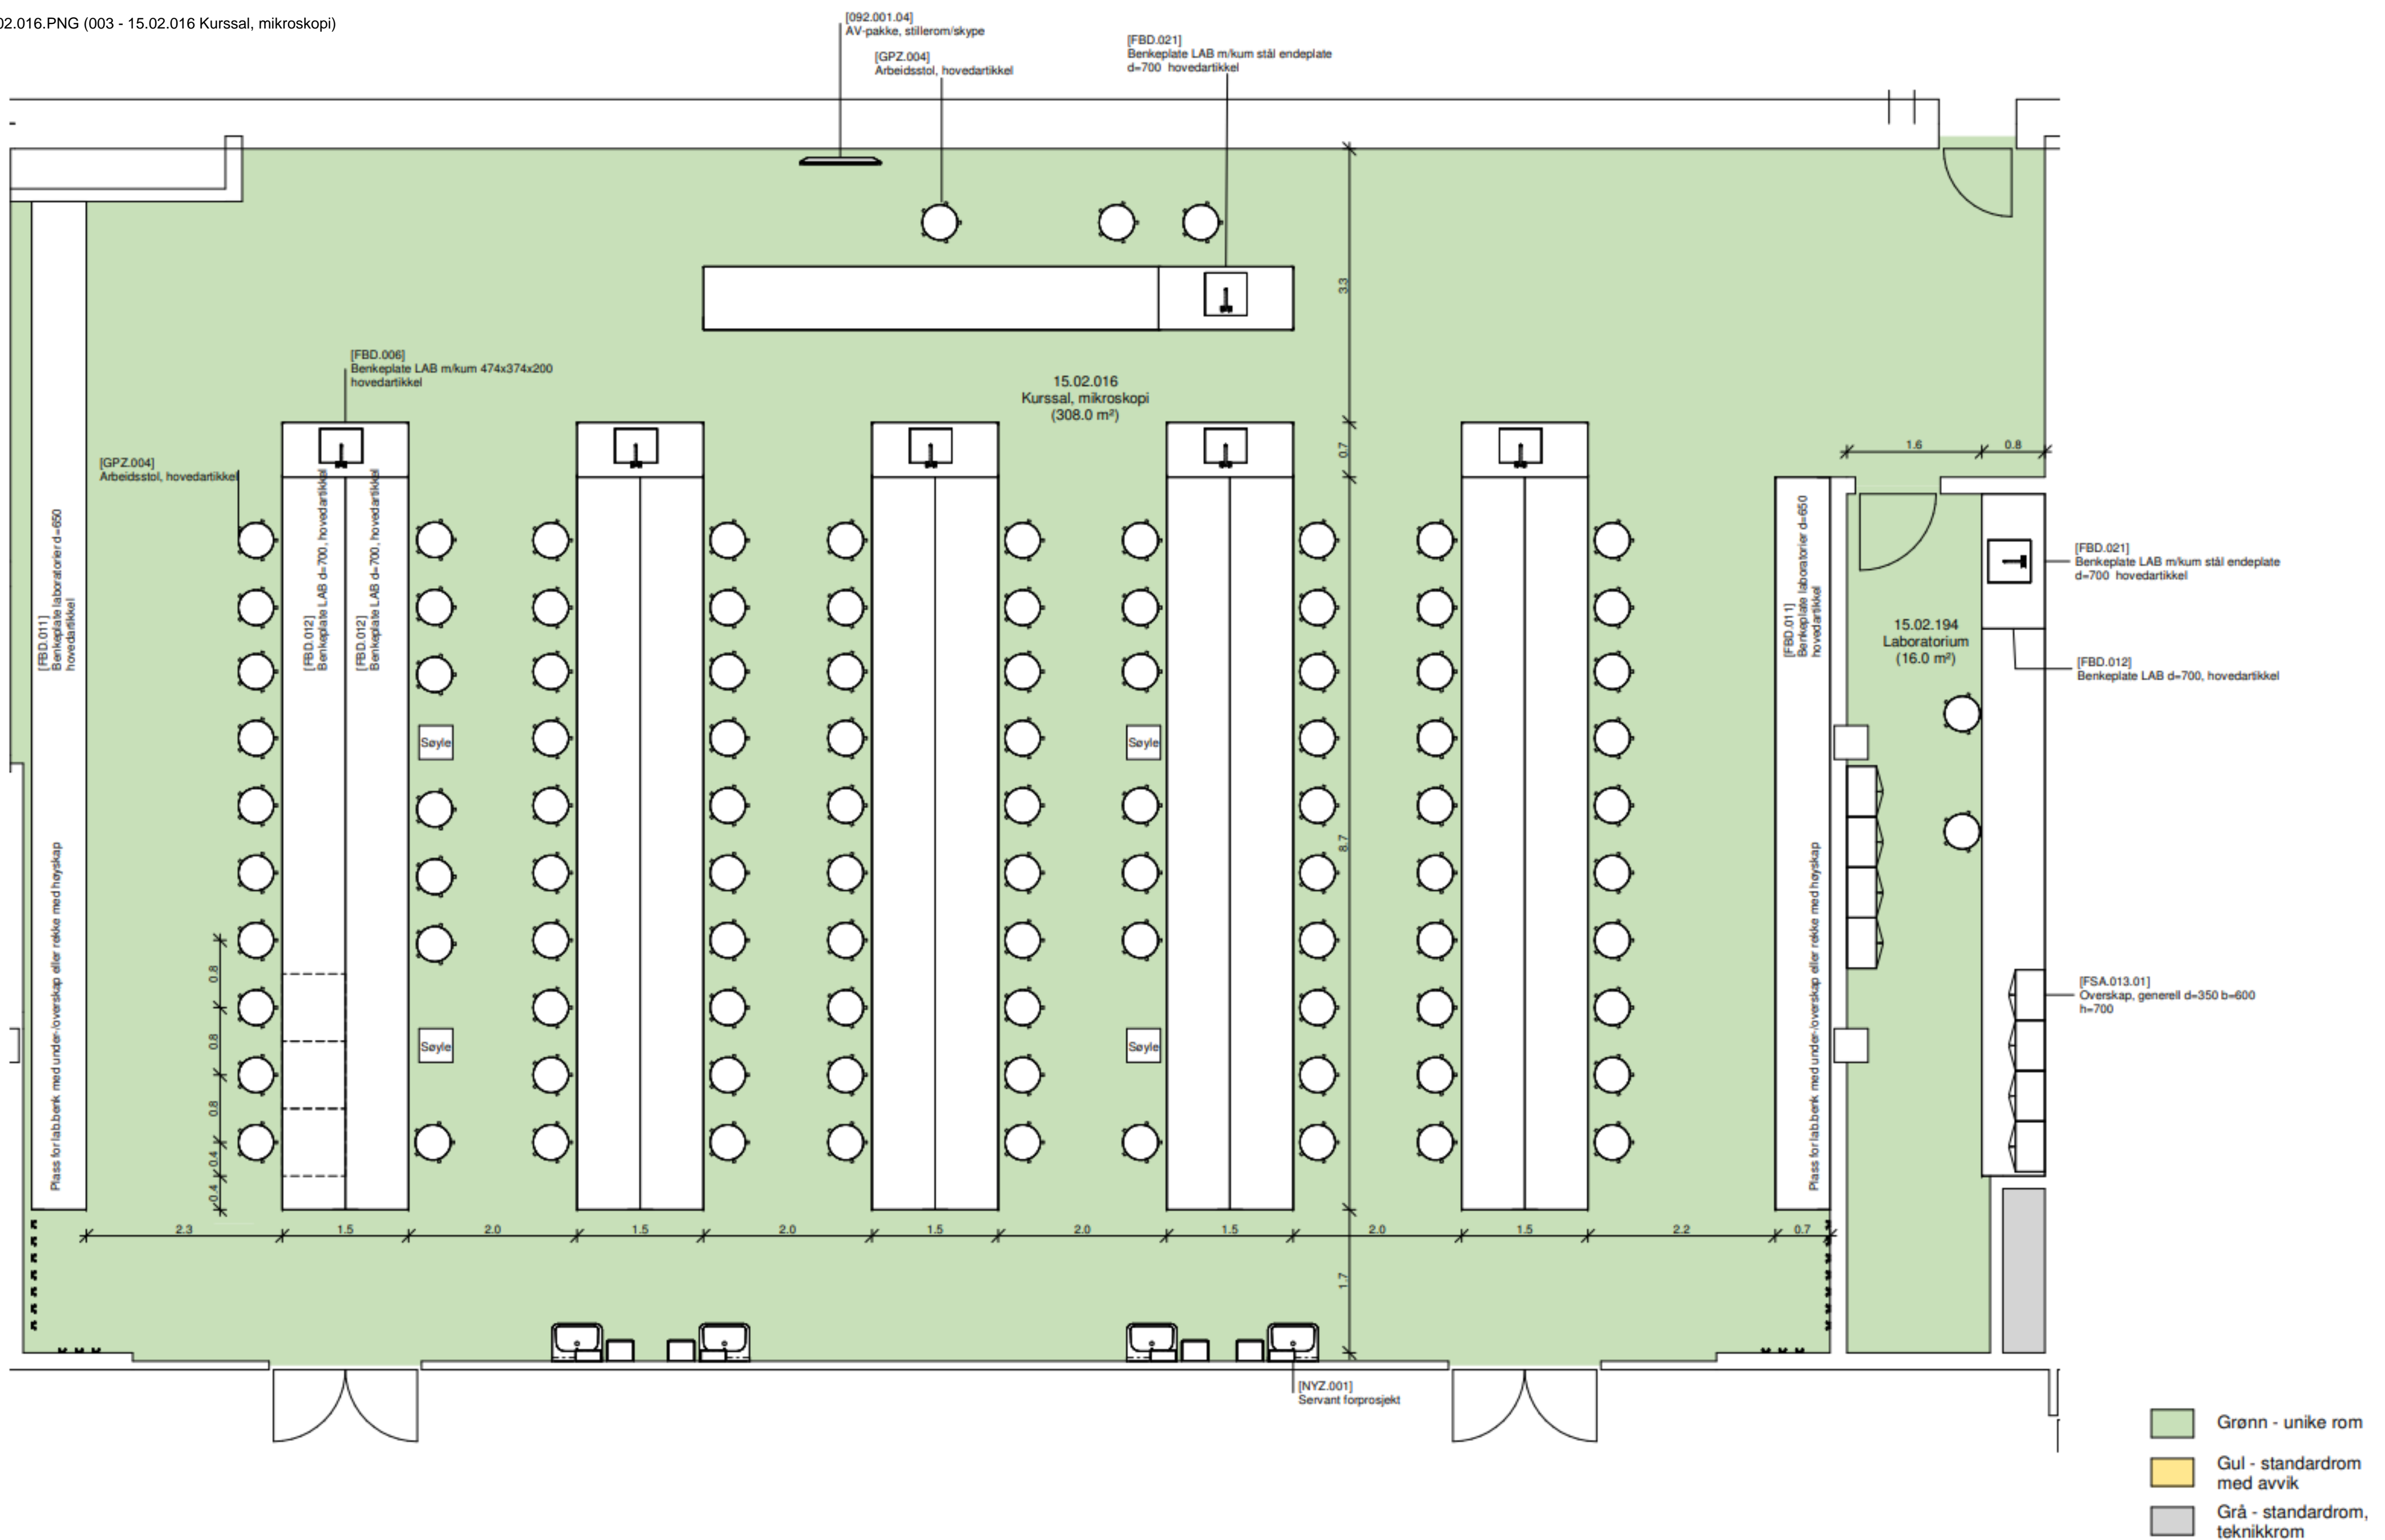 02.016.PNG (003 - 15.02.016 Kurssal, mikroskopi)
[092.001.04]
AV-pakke, stillerom/skype
[GPZ.004]
Arbeidsstol, hovedartikkel
[FBD.021]
Benkeplate LAB m/kum stål endeplate
d=700 hovedartikkel
3.3
[FBD.006]
Benkeplate LAB m/kum 474x374x200
hovedartikkel
15.02.016
Kurssal, mikroskopi
(308.0 m²)
0.7
1.6
0.8
[GPZ.004]
Arbeidsstol, hovedartikkel
[FBD.011]
Benkeplate laboratorier d=650
hovedartikkel
[FBD.012]
Benkeplate LAB d=700, hovedartikkel
[FBD.012]
Benkeplate LAB d=700, hovedartikkel
[FBD.011]
Benkeplate laboratorier d=650
hovedartikkel
[FBD.021]
Benkeplate LAB m/kum stål endeplate
d=700 hovedartikkel
15.02.194
Laboratorium
(16.0 m²)
[FBD.012]
Benkeplate LAB d=700, hovedartikkel
Søyle
Søyle
8.7
Plass for lab.benk med under-/overskap eller rekke med høyskap
Plass for lab.benk med under-/overskap eller rekke med høyskap
0.8
0.8
0.8
0.4
0.4
[FSA.013.01]
Overskap, generell d=350 b=600
h=700
Søyle
Søyle
2.3
1.5
2.0
1.5
2.0
1.5
2.0
1.5
2.0
1.5
2.2
0.7
1.7
[NYZ.001]
Servant forprosjekt
Grønn - unike rom
Gul - standardrom
med avvik
Grå - standardrom,
teknikkrom